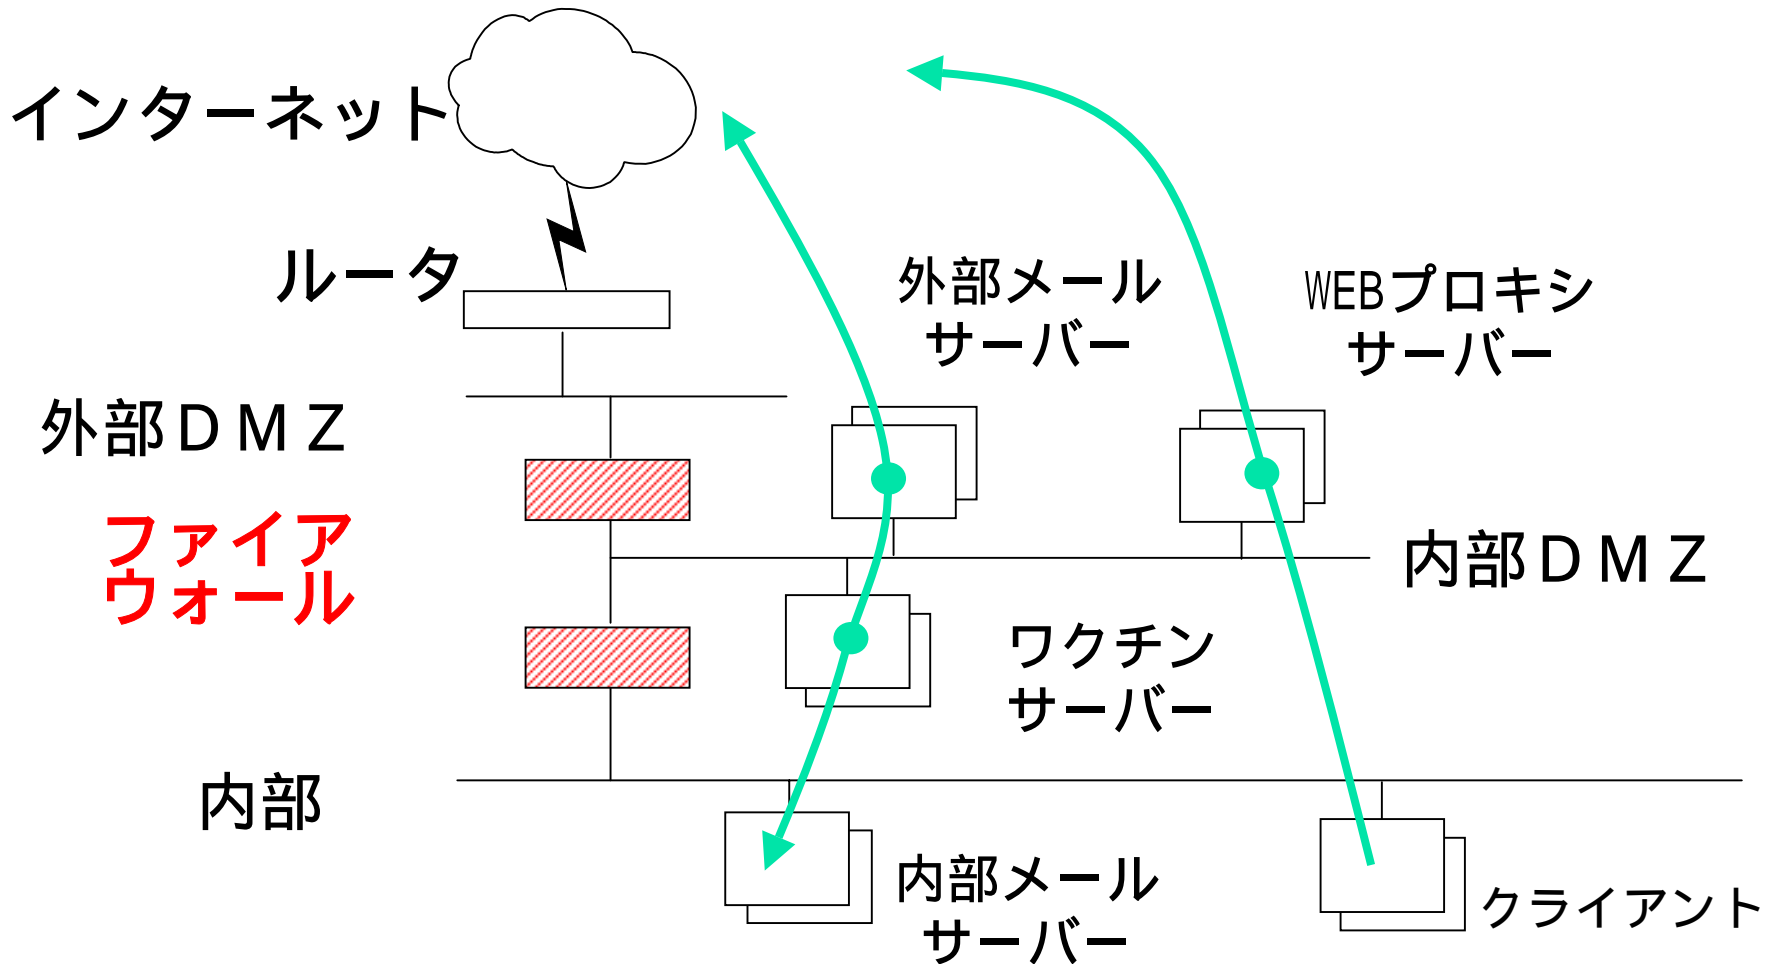 インターネット
ルータ
外部メール
サーバー
WEBプロキシ
サーバー
外部ＤＭＺ
ファイア
ウォール
内部ＤＭＺ
ワクチン
サーバー
内部
内部メール
サーバー
クライアント